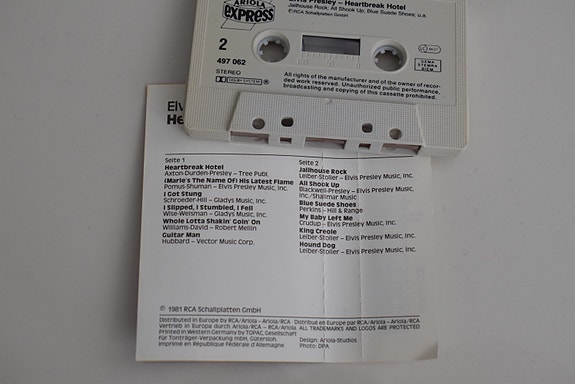 ARIOLA
express
Elvis Presley – Heartbreak Hotel
Jailhouse Rock; All Shook Up; Blue Suede Shoes; u.a.
RCA Schallplatten GmbH
2
497 062
STEREO
DOLBY SYSTEM
GEMA
STEMRA
BIEM
All rights of the manufacturer and of the owner of recor-
ded work reserved. Unauthorized public performance,
broadcasting and copying of this cassette prohibited.
Elvis
He
Seite 1
Heartbreak Hotel
Axton-Durden-Presley – Tree Publ.
(Marie's The Name Of) His Latest Flame
Pomus-Shuman – Elvis Presley Music, Inc.
I Got Stung
Schroeder-Hill – Gladys Music, Inc.
I Slipped, I Stumbled, I Fell
Wise-Weisman – Gladys Music, Inc.
Whole Lotta Shakin' Goin' On
Williams-David – Robert Mellin
Guitar Man
Hubbard – Vector Music Corp.
Seite 2
Jailhouse Rock
Leiber-Stoller – Elvis Presley Music, Inc.
All Shook Up
Blackwell-Presley – Elvis Presley Music,
Inc./Shalimar Music
Blue Suede Shoes
Perkins – Hill & Range
My Baby Left Me
Crudup – Elvis Presley Music, Inc.
King Creole
Leiber-Stoller – Elvis Presley Music, Inc.
Hound Dog
Leiber-Stoller – Elvis Presley Music, Inc.
℗ 1981 RCA Schallplatten GmbH
Distributed in Europe by RCA/Ariola – Ariola/RCA · Distribué en Europe par RCA/Ariola – Ariola/RCA
Vertrieb in Europa durch Ariola/RCA – RCA/Ariola. ALL TRADEMARKS AND LOGOS ARE PROTECTED
Printed in Western Germany by TOPAC, Gesellschaft
für Tonträger-Verpackung mbH, Gütersloh.
Imprimé en République Fédérale d'Allemagne
Design: Ariola-Studios
Photo: DPA